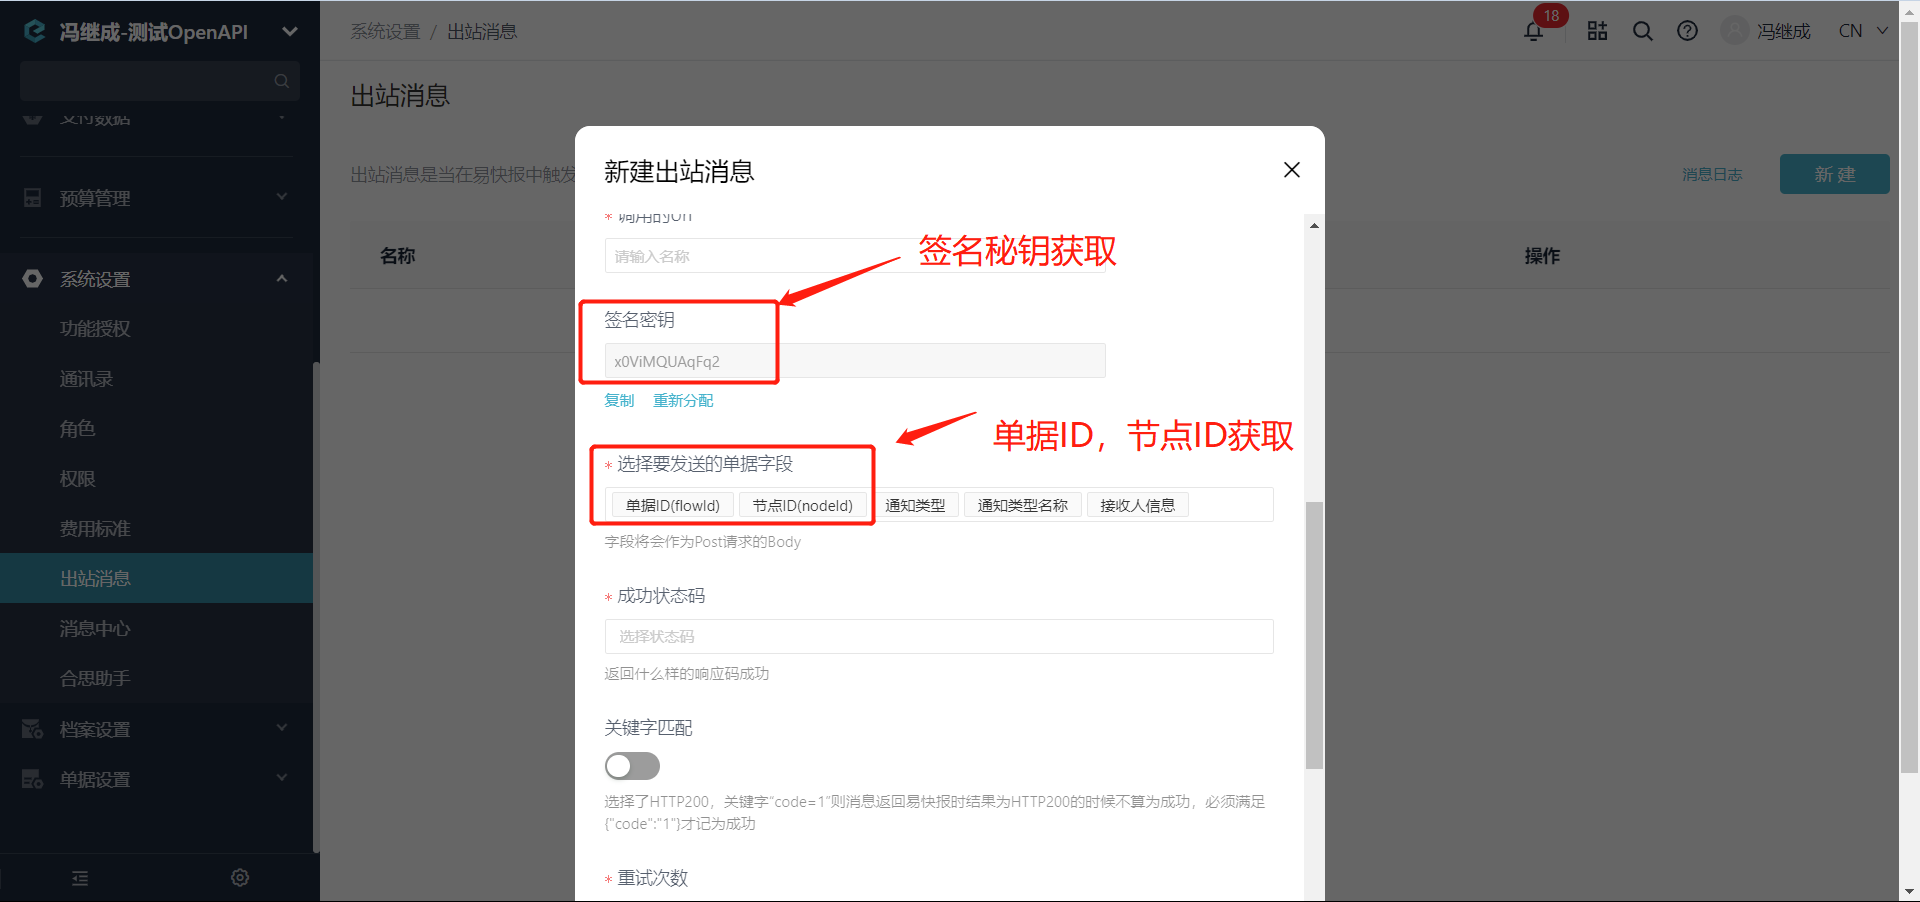 冯继成-测试OpenAPI
系统设置 / 出站消息
18
冯继成
CN
支付数据
出站消息
预算管理
出站消息是当在易快报中触发
消息日志
新 建
名称
操作
系统设置
功能授权
通讯录
角色
权限
费用标准
出站消息
消息中心
合思助手
档案设置
单据设置
新建出站消息
* 调用的Url
请输入名称
签名秘钥获取
签名密钥
x0ViMQUAqFq2
复制 重新分配
单据ID，节点ID获取
* 选择要发送的单据字段
单据ID(flowId) 节点ID(nodeId) 通知类型 通知类型名称 接收人信息
字段将会作为Post请求的Body
* 成功状态码
选择状态码
返回什么样的响应码成功
关键字匹配
选择了HTTP200，关键字“code=1”则消息返回易快报时结果为HTTP200的时候不算为成功，必须满足
{"code":"1"}才记为成功
* 重试次数